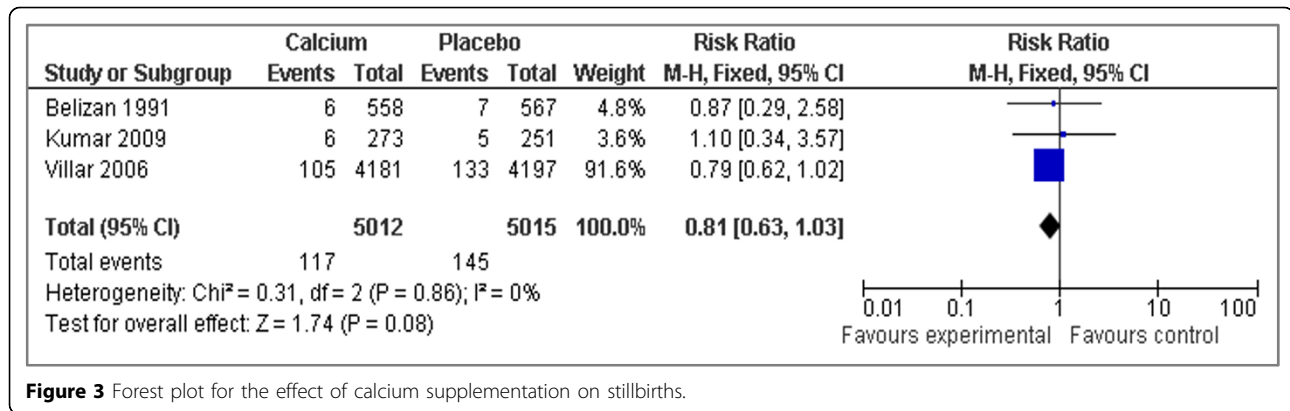 Calcium Placebo Risk Ratio Risk Ratio
Study or Subgroup Events Total Events Total Weight M-H, Fixed, 95% CI M-H, Fixed, 95% CI
Belizan 1991 6 558 7 567 4.8% 0.87 [0.29, 2.58]
Kumar 2009 6 273 5 251 3.6% 1.10 [0.34, 3.57]
Villar 2006 105 4181 133 4197 91.6% 0.79 [0.62, 1.02]
Total (95% CI) 5012 5015 100.0% 0.81 [0.63, 1.03]
Total events 117 145
Heterogeneity: Chi² = 0.31, df = 2 (P = 0.86); I² = 0%
Test for overall effect: Z = 1.74 (P = 0.08)
0.01 0.1 1 10 100
Favours experimental Favours control
Figure 3 Forest plot for the effect of calcium supplementation on stillbirths.